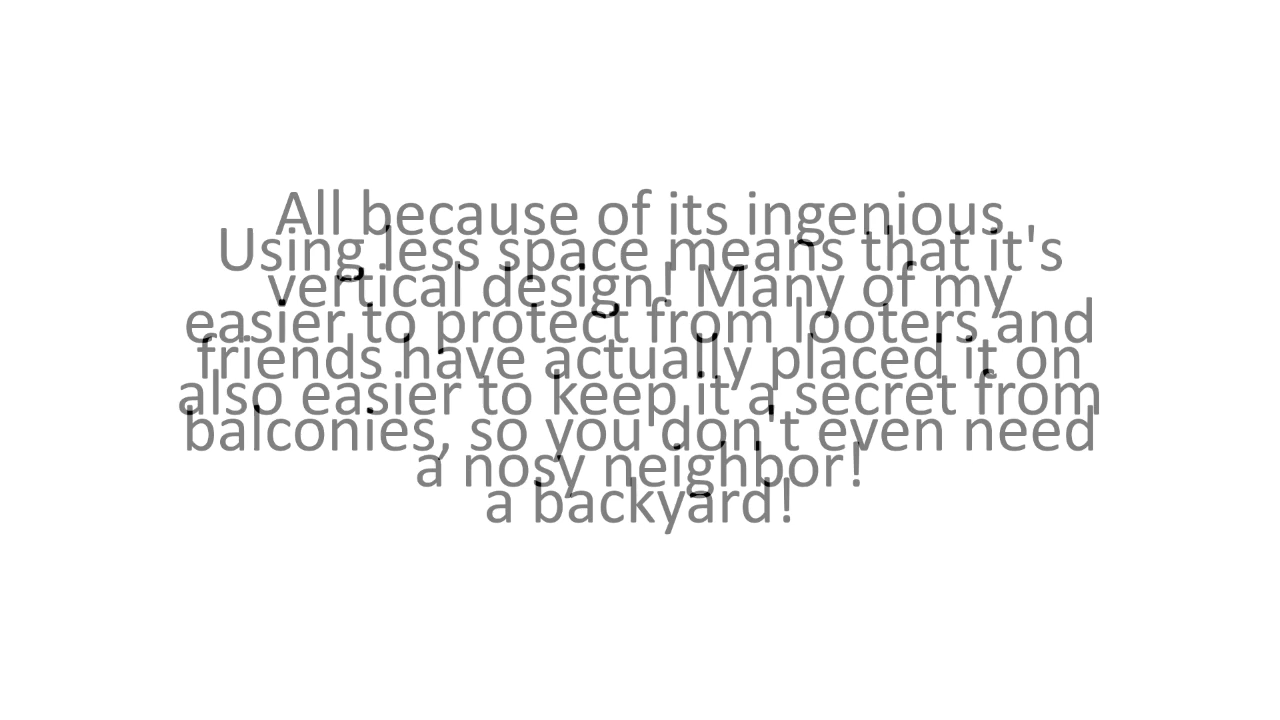 All because of its ingenious
vertical design! Many of my
friends have actually placed it on
balconies, so you don't even need
a backyard!
Using less space means that it's
easier to protect from looters and
also easier to keep it a secret from
a nosy neighbor!